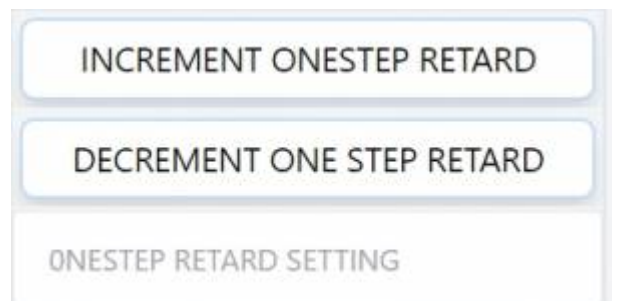 INCREMENT ONESTEP RETARD
DECREMENT ONE STEP RETARD
0NESTEP RETARD SETTING